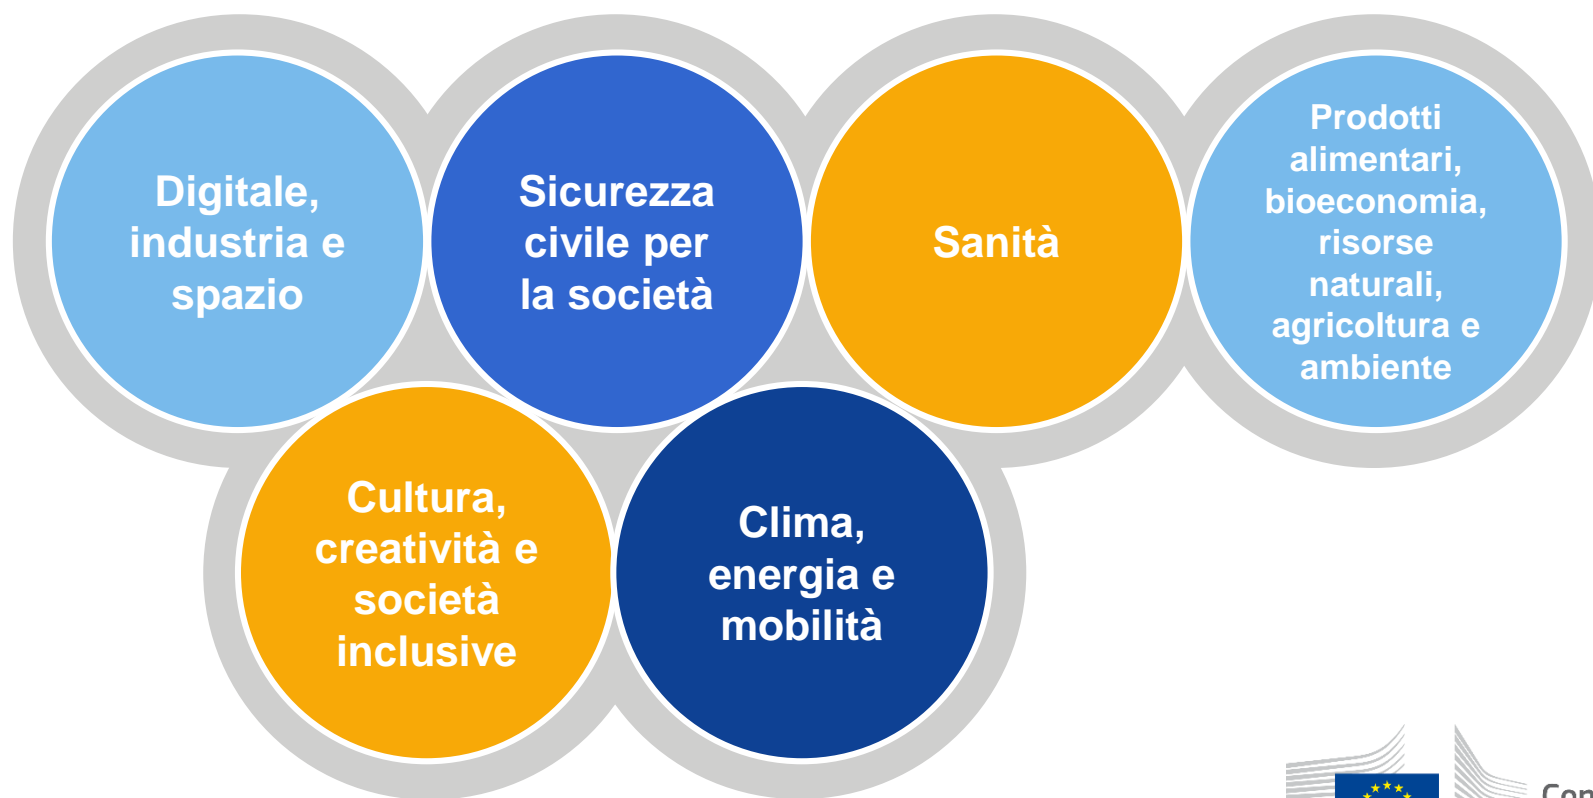 Digitale,
industria e
spazio
Sicurezza
civile per
la società
Sanità
Prodotti
alimentari,
bioeconomia,
risorse
naturali,
agricoltura e
ambiente
Cultura,
creatività e
società
inclusive
Clima,
energia e
mobilità